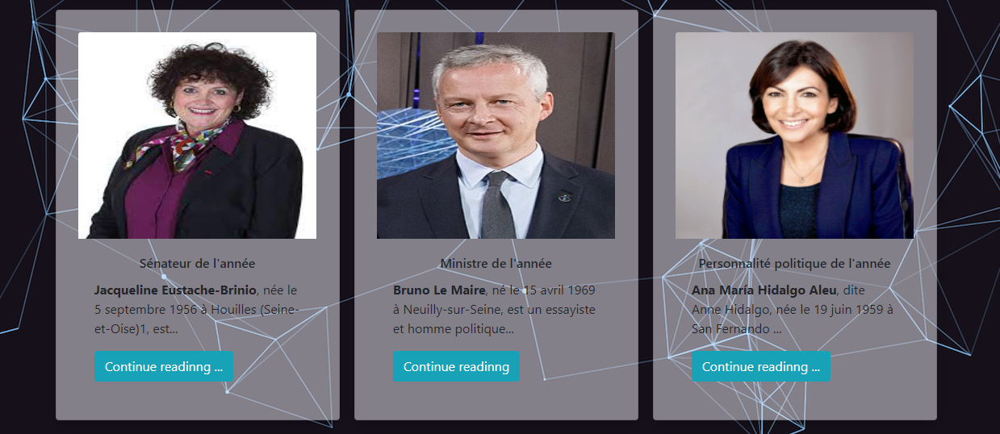 Sénateur de l'année
Jacqueline Eustache-Brinio, née le
5 septembre 1956 à Houilles (Seine-
et-Oise)1, est...
Continue readinng ...
Ministre de l'année
Bruno Le Maire, né le 15 avril 1969
à Neuilly-sur-Seine, est un essayiste
et homme politique...
Continue readinng
Personnalité politique de l'année
Ana María Hidalgo Aleu, dite
Anne Hidalgo, née le 19 juin 1959 à
San Fernando ...
Continue readinng ...